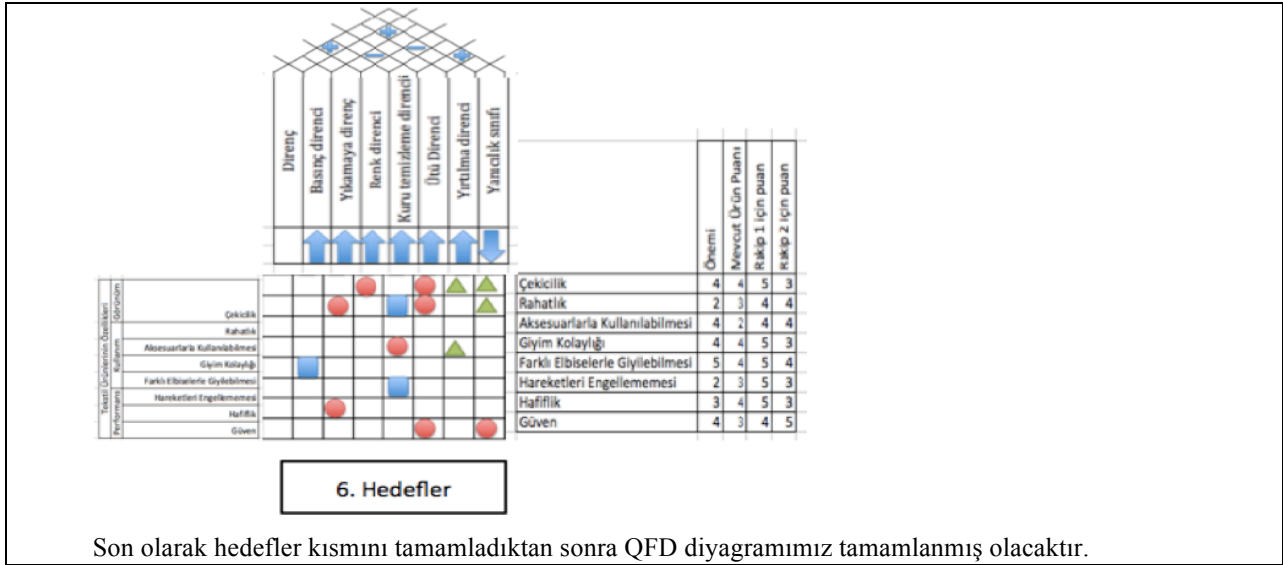 Direnç
Basınç direnci
Yıkamaya direnç
Renk direnci
Kuru temizleme direnci
Ütü Direnci
Yırtılma direnci
Yanıcılık sınıfı
Önemi
Mevcut Ürün Puanı
Rakip 1 için puan
Rakip 2 için puan
Tekstil Ürünlerinin Özellikleri
Görünüm
Kullanım
Performans
Çekicilik
Rahatlık
Aksesuarlarla Kullanılabilmesi
Giyim Kolaylığı
Farklı Elbiselerle Giyilebilmesi
Hareketleri Engellememesi
Hafiflik
Güven
Çekicilik 4 4 5 3
Rahatlık 2 3 4 4
Aksesuarlarla Kullanılabilmesi 4 2 4 4
Giyim Kolaylığı 4 4 5 3
Farklı Elbiselerle Giyilebilmesi 5 4 5 4
Hareketleri Engellememesi 2 3 5 3
Hafiflik 3 4 5 3
Güven 4 3 4 5
6. Hedefler
Son olarak hedefler kısmını tamamladıktan sonra QFD diyagramımız tamamlanmış olacaktır.